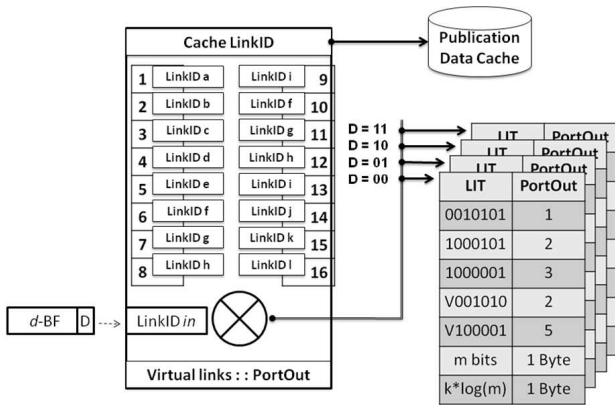 Cache LinkID
Publication
Data Cache
1 LinkID a LinkID i 9
2 LinkID b LinkID f 10
3 LinkID c LinkID g 11
4 LinkID d LinkID h 12
5 LinkID e LinkID i 13
6 LinkID f LinkID j 14
7 LinkID g LinkID k 15
8 LinkID h LinkID l 16
d-BF D LinkID in
Virtual links : : PortOut
D = 11
D = 10
D = 01
D = 00
LIT PortOut
LIT PortOut
LIT PortOut
LIT PortOut
0010101 1
1000101 2
1000001 3
V001010 2
V100001 5
m bits 1 Byte
k*log(m) 1 Byte